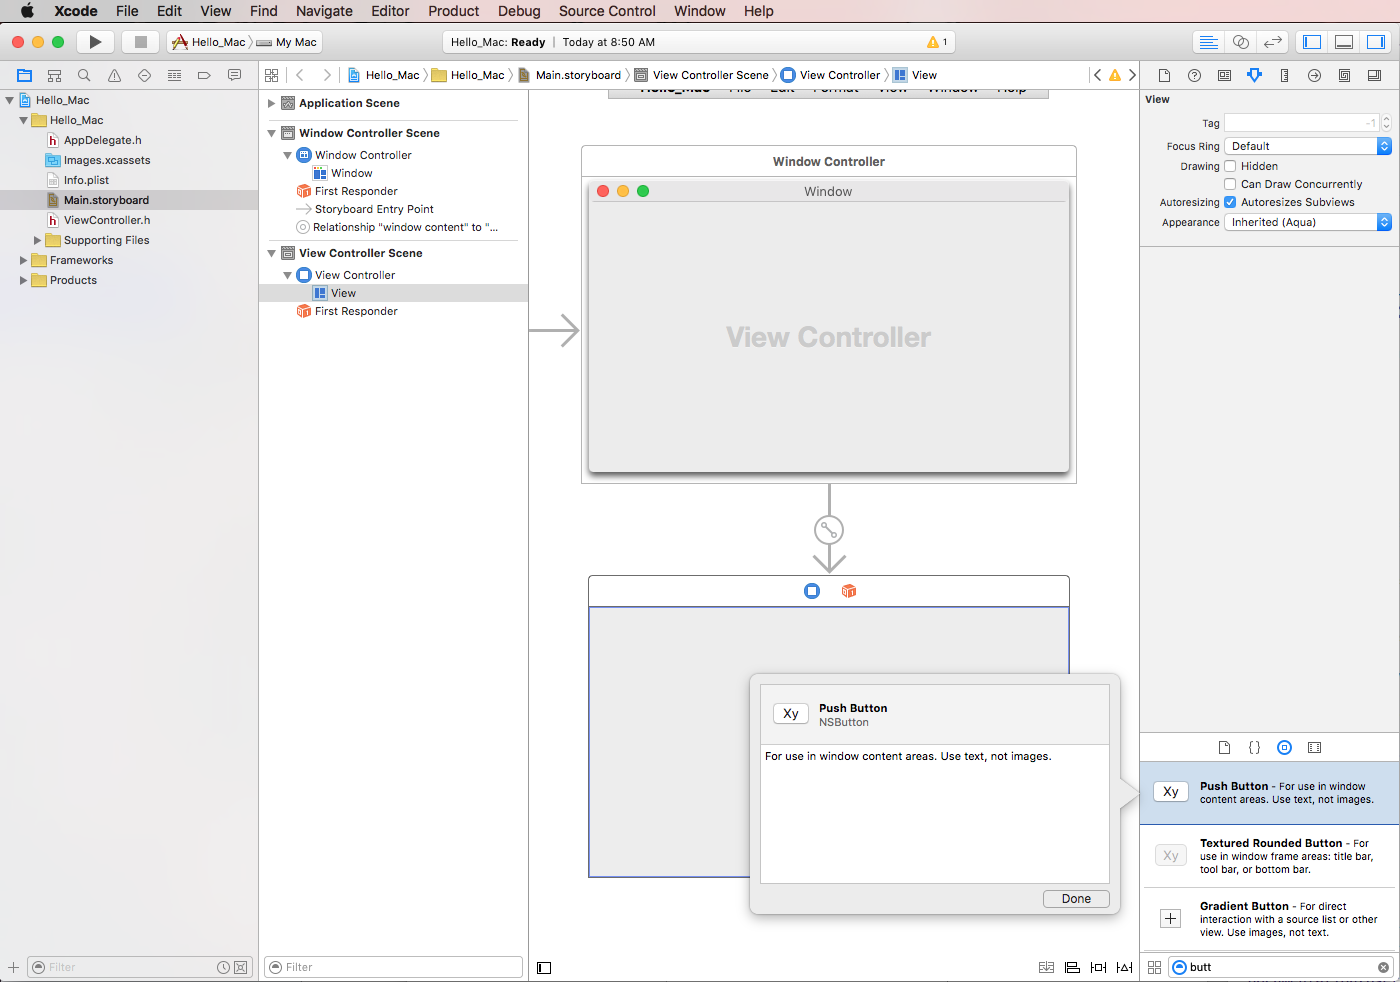 Xcode File Edit View Find Navigate Editor Product Debug Source Control Window Help
Hello_Mac My Mac
Hello_Mac: Ready | Today at 8:50 AM
1
Hello_Mac Hello_Mac Main.storyboard View Controller Scene View Controller View
Hello_Mac
Hello_Mac
AppDelegate.h
Images.xcassets
Info.plist
Main.storyboard
ViewController.h
Supporting Files
Frameworks
Products
Filter
Application Scene
Window Controller Scene
Window Controller
Window
First Responder
Storyboard Entry Point
Relationship "window content" to "...
View Controller Scene
View Controller
View
First Responder
Filter
Hello_Mac File Edit Format View Window Help
Window Controller
Window
View Controller
Xy
Push Button
NSButton
For use in window content areas. Use text, not images.
Done
View
Tag -1
Focus Ring Default
Drawing Hidden
Can Draw Concurrently
Autoresizing Autoresizes Subviews
Appearance Inherited (Aqua)
Xy
Push Button - For use in window
content areas. Use text, not images.
Xy
Textured Rounded Button - For
use in window frame areas: title bar,
tool bar, or bottom bar.
Gradient Button - For direct
interaction with a source list or other
view. Use images, not text.
butt